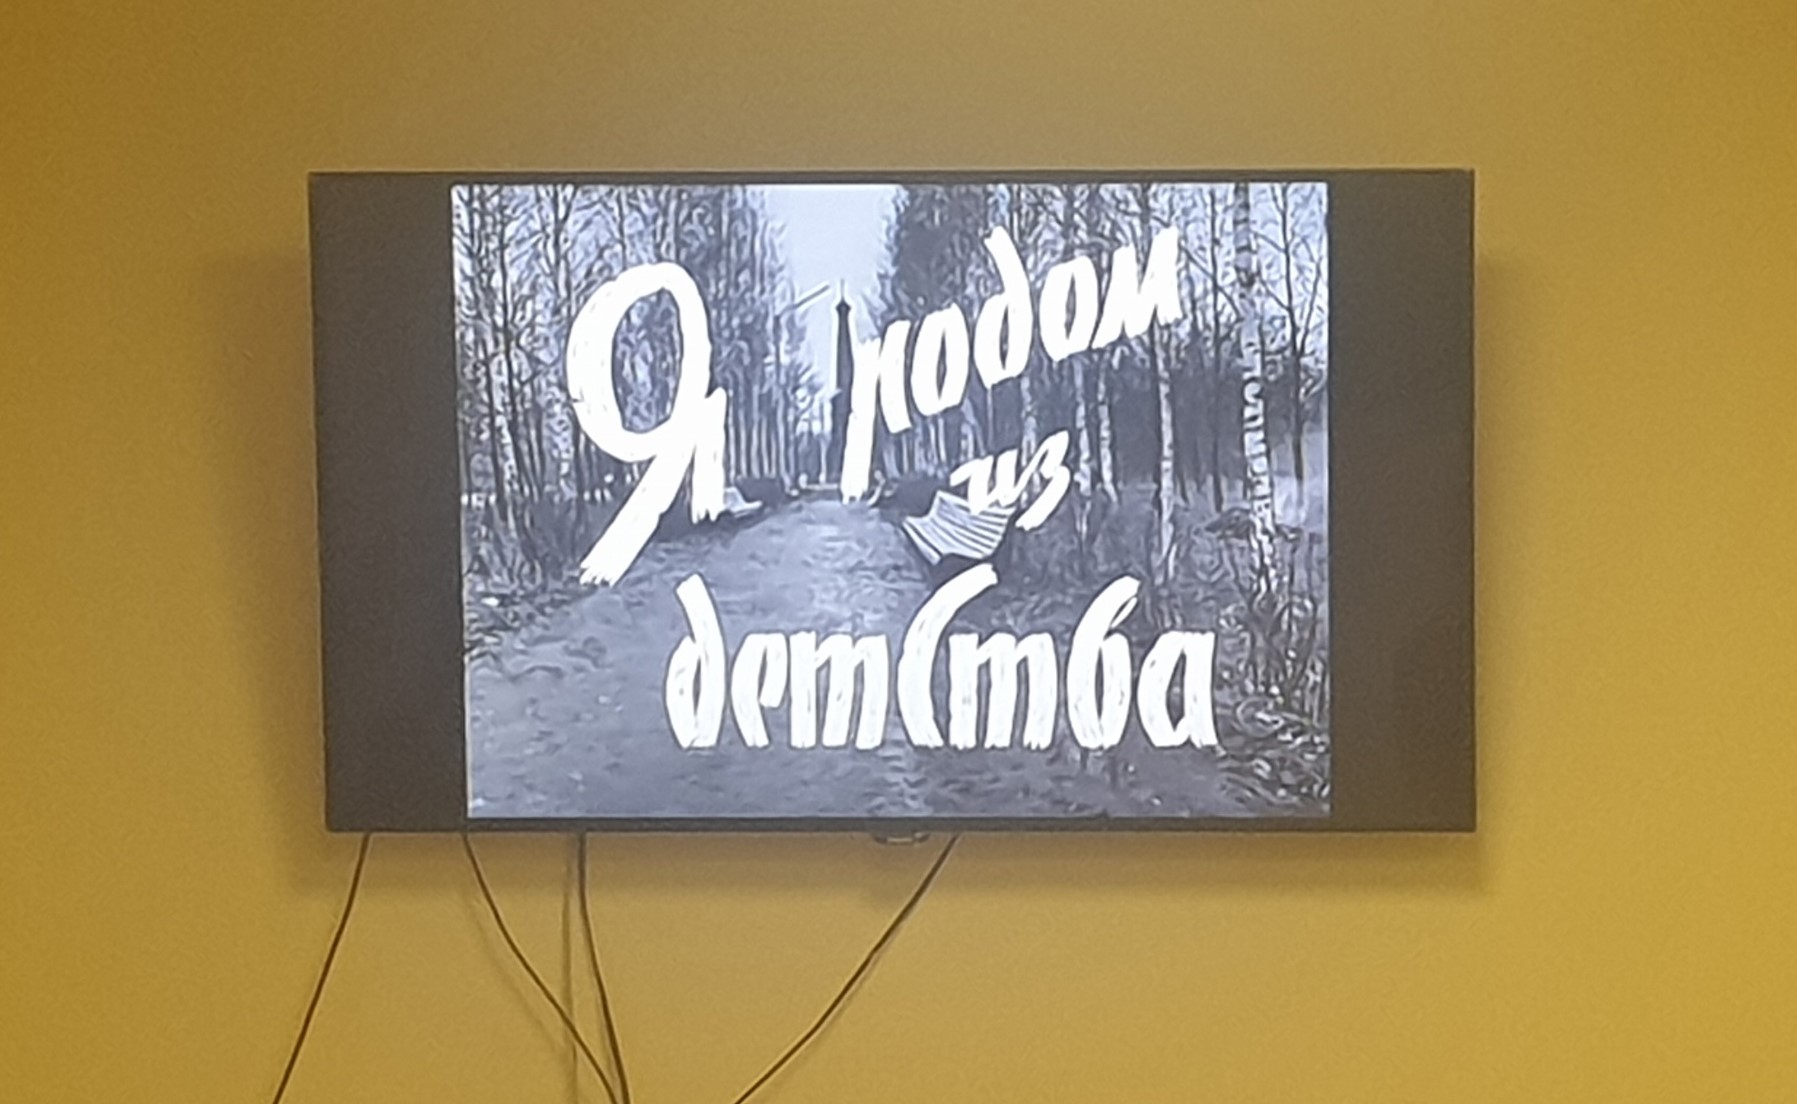 Я родом
из
детства